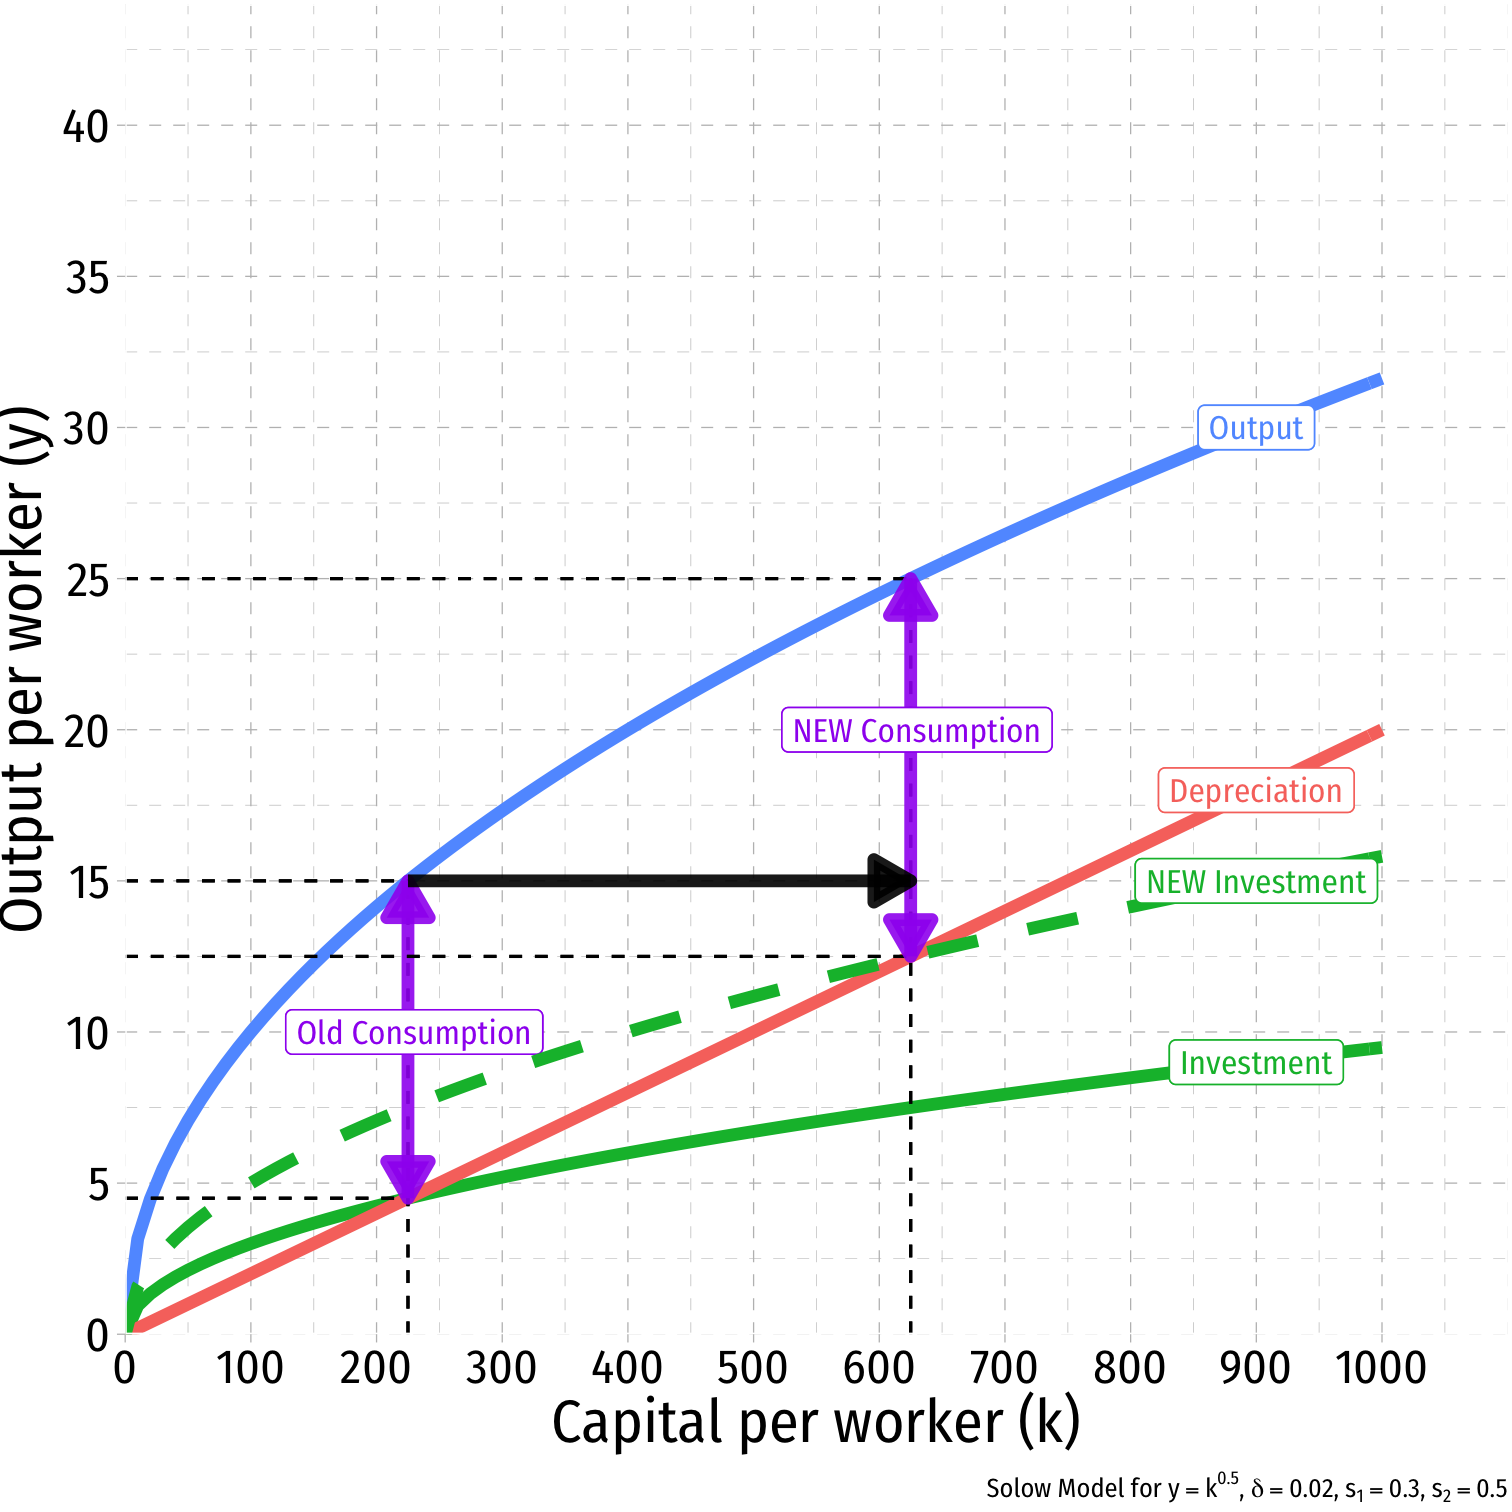 40
35
30
25
20
15
10
5
0
Output per worker (y)
Output
NEW Consumption
Depreciation
NEW Investment
Old Consumption
Investment
0 100 200 300 400 500 600 700 800 900 1000
Capital per worker (k)
Solow Model for y = k^0.5, δ = 0.02, s₁ = 0.3, s₂ = 0.5